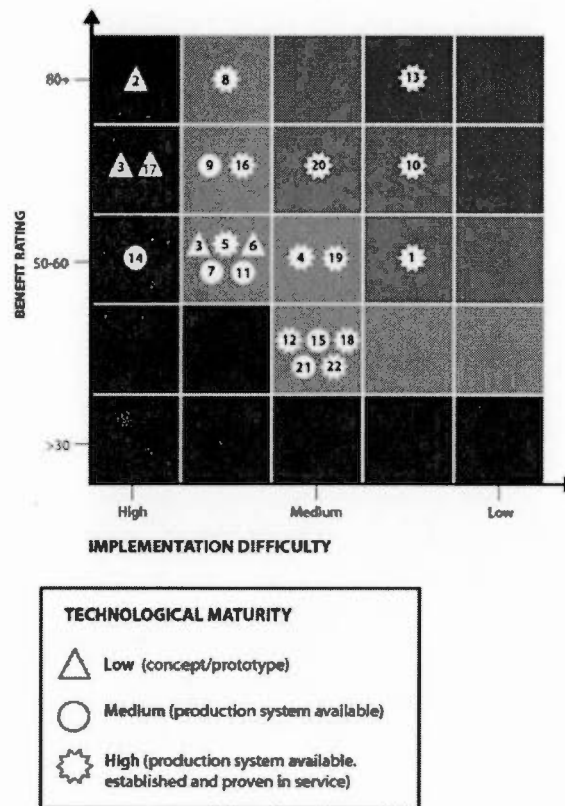 80+
2
8
13
3
17
9
16
20
10
BENEFIT RATING
50-60
14
3
5
6
7
11
4
19
1
12
15
18
21
22
>30
High
Medium
Low
IMPLEMENTATION DIFFICULTY
TECHNOLOGICAL MATURITY
Low (concept/prototype)
Medium (production system available)
High (production system available.
established and proven in service)